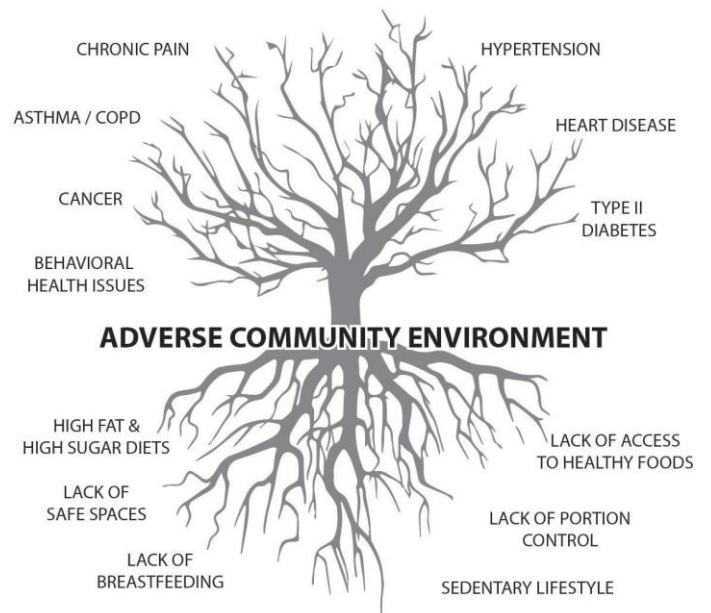 CHRONIC PAIN
HYPERTENSION
ASTHMA / COPD
HEART DISEASE
CANCER
TYPE II
DIABETES
BEHAVIORAL
HEALTH ISSUES
ADVERSE COMMUNITY ENVIRONMENT
HIGH FAT &
HIGH SUGAR DIETS
LACK OF ACCESS
TO HEALTHY FOODS
LACK OF
SAFE SPACES
LACK OF PORTION
CONTROL
LACK OF
BREASTFEEDING
SEDENTARY LIFESTYLE